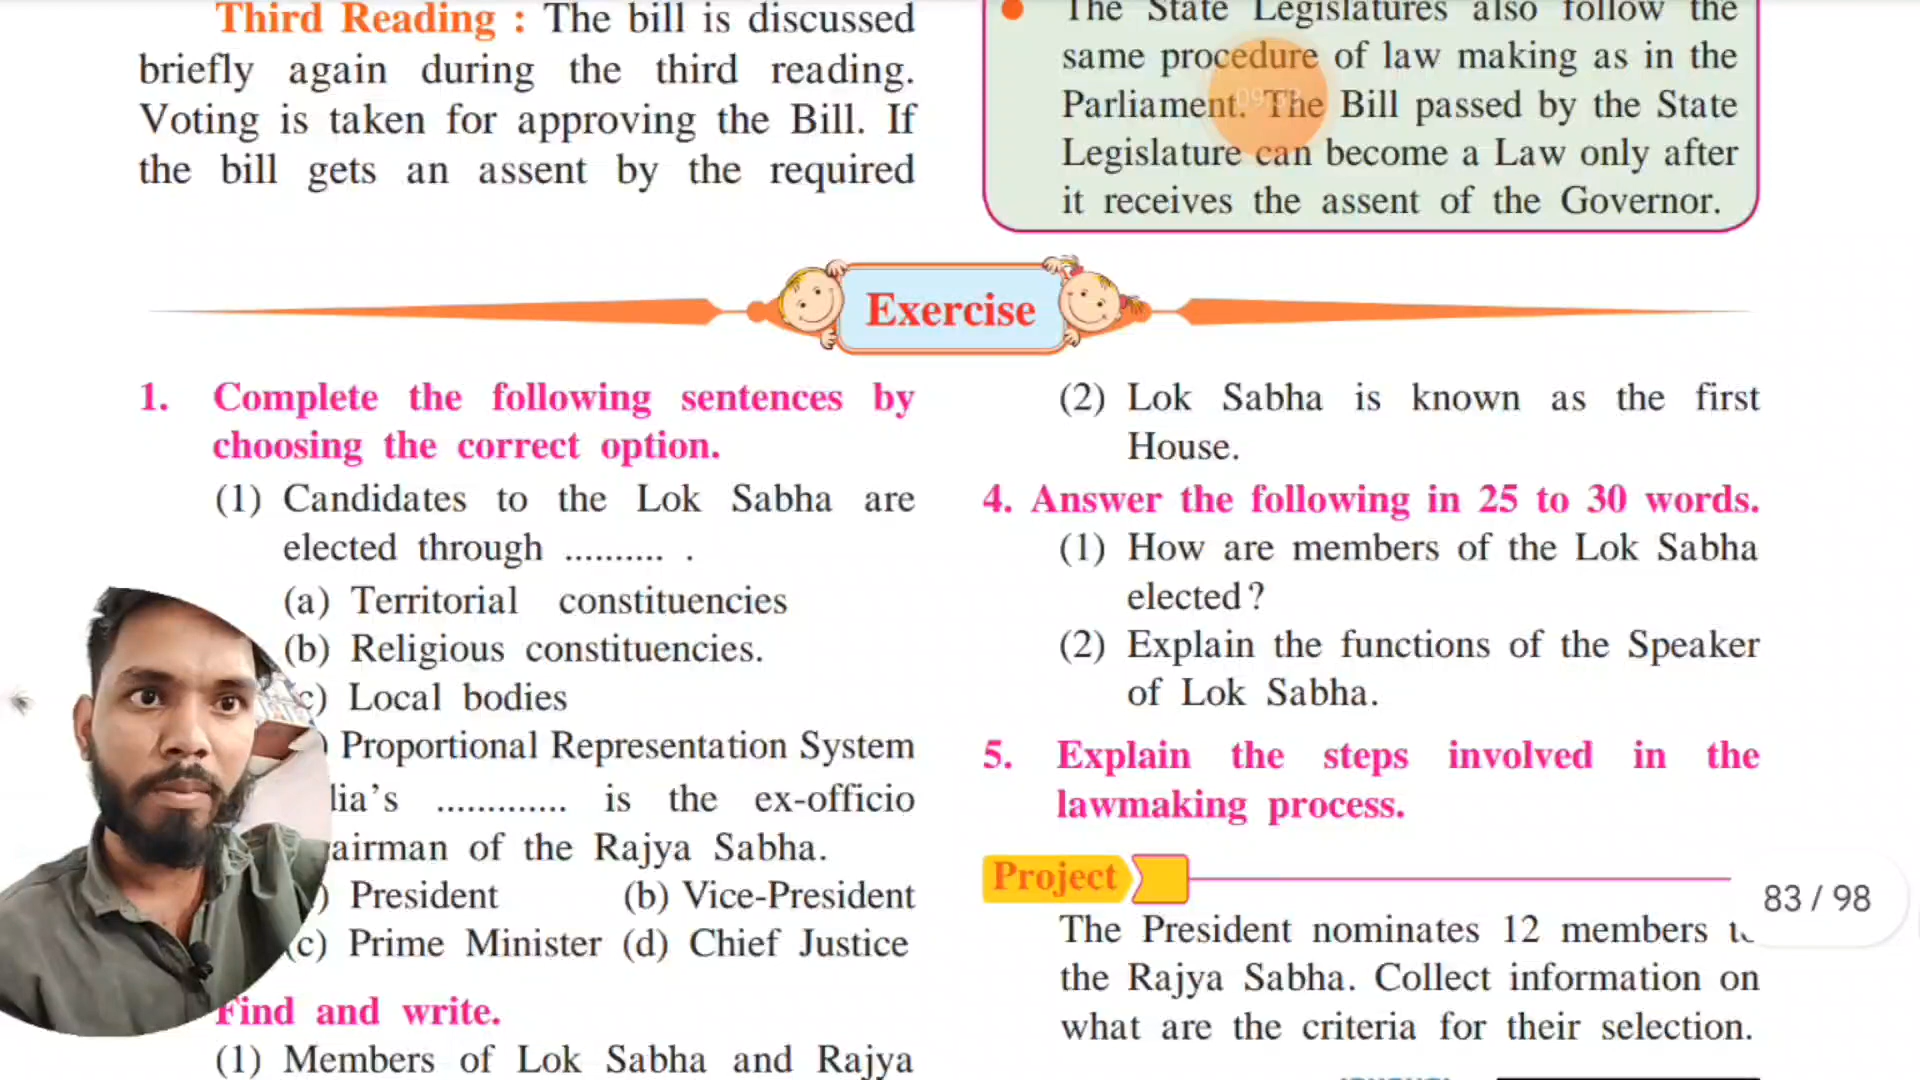 Third Reading : The bill is discussed
briefly again during the third reading.
Voting is taken for approving the Bill. If
the bill gets an assent by the required
The State Legislatures also follow the
same procedure of law making as in the
Parliament. The Bill passed by the State
Legislature can become a Law only after
it receives the assent of the Governor.
Exercise
1. Complete the following sentences by
choosing the correct option.
(1) Candidates to the Lok Sabha are
elected through .......... .
(a) Territorial constituencies
(b) Religious constituencies.
c) Local bodies
) Proportional Representation System
lia's ............. is the ex-officio
airman of the Rajya Sabha.
) President (b) Vice-President
(c) Prime Minister (d) Chief Justice
Find and write.
(1) Members of Lok Sabha and Rajya
(2) Lok Sabha is known as the first
House.
4. Answer the following in 25 to 30 words.
(1) How are members of the Lok Sabha
elected?
(2) Explain the functions of the Speaker
of Lok Sabha.
5. Explain the steps involved in the
lawmaking process.
Project
The President nominates 12 members
the Rajya Sabha. Collect information on
what are the criteria for their selection.
83 / 98